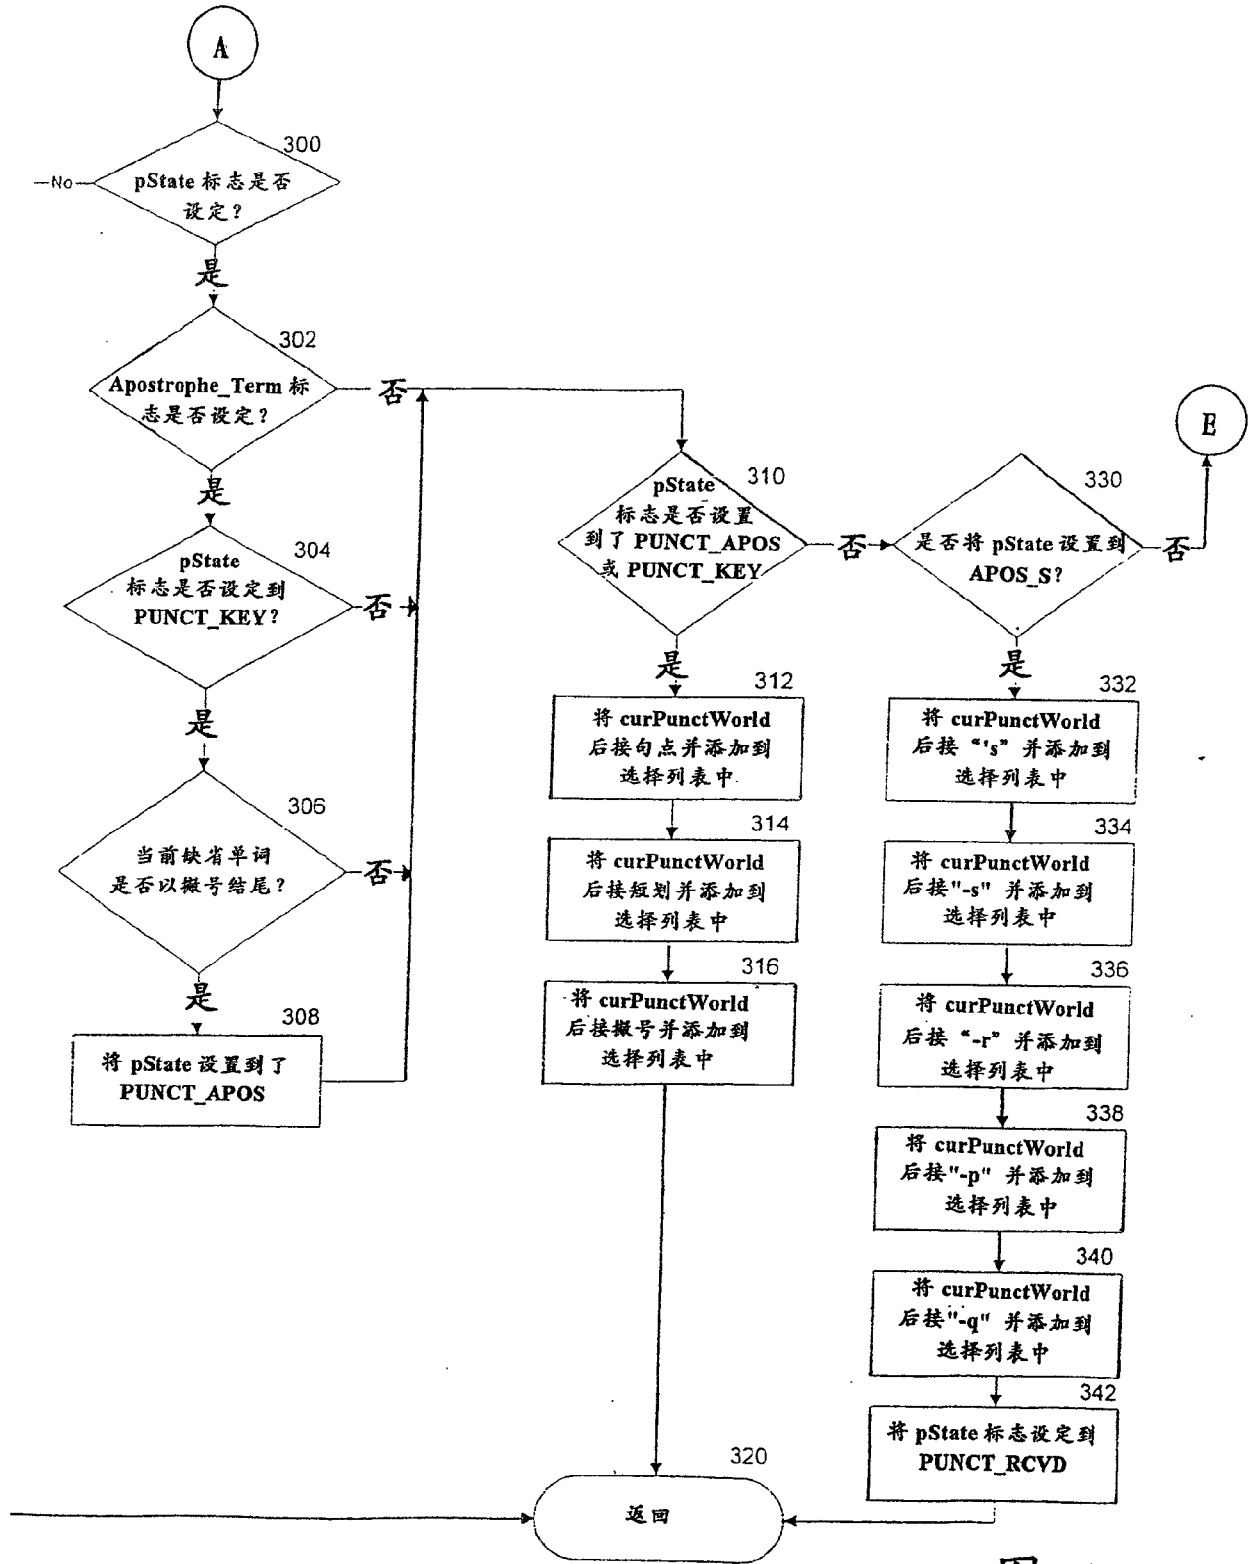 A
300
No
pState 标志是否
设定?
是
302
Apostrophe_Term 标
志是否设定?
否
是
304
pState
标志是否设定到
PUNCT_KEY?
否
是
306
当前缺省单词
是否以撇号结尾?
否
是
308
将 pState 设置到了
PUNCT_APOS
310
pState
标志是否设置
到了 PUNCT_APOS
或 PUNCT_KEY
否
是
312
将 curPunctWorld
后接句点并添加到
选择列表中
314
将 curPunctWorld
后接短划并添加到
选择列表中
316
将 curPunctWorld
后接撇号并添加到
选择列表中
E
330
是否将 pState 设置到
APOS_S?
否
是
332
将 curPunctWorld
后接 “'s” 并添加到
选择列表中
334
将 curPunctWorld
后接"-s" 并添加到
选择列表中
336
将 curPunctWorld
后接 “-r” 并添加到
选择列表中
338
将 curPunctWorld
后接"-p" 并添加到
选择列表中
340
将 curPunctWorld
后接"-q" 并添加到
选择列表中
342
将 pState 标志设定到
PUNCT_RCVD
320
返回